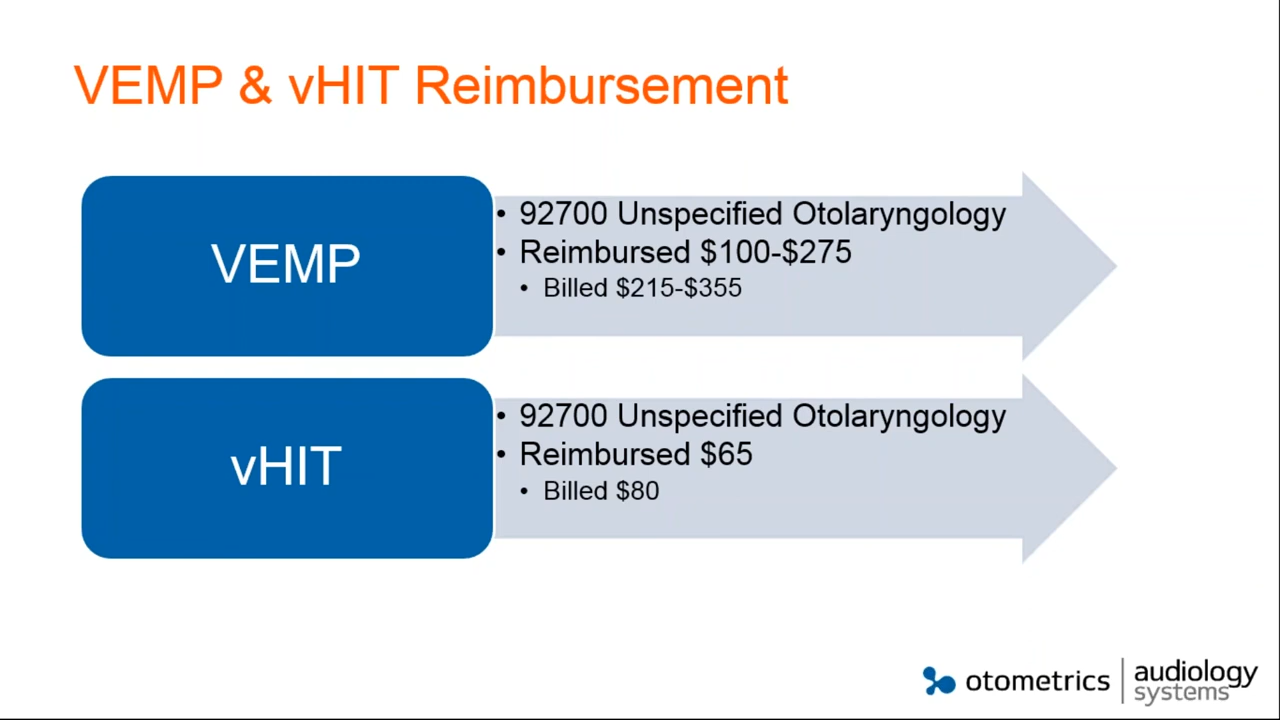 VEMP & vHIT Reimbursement
VEMP
• 92700 Unspecified Otolaryngology
• Reimbursed $100-$275
• Billed $215-$355
vHIT
• 92700 Unspecified Otolaryngology
• Reimbursed $65
• Billed $80
otometrics
audiology
systems